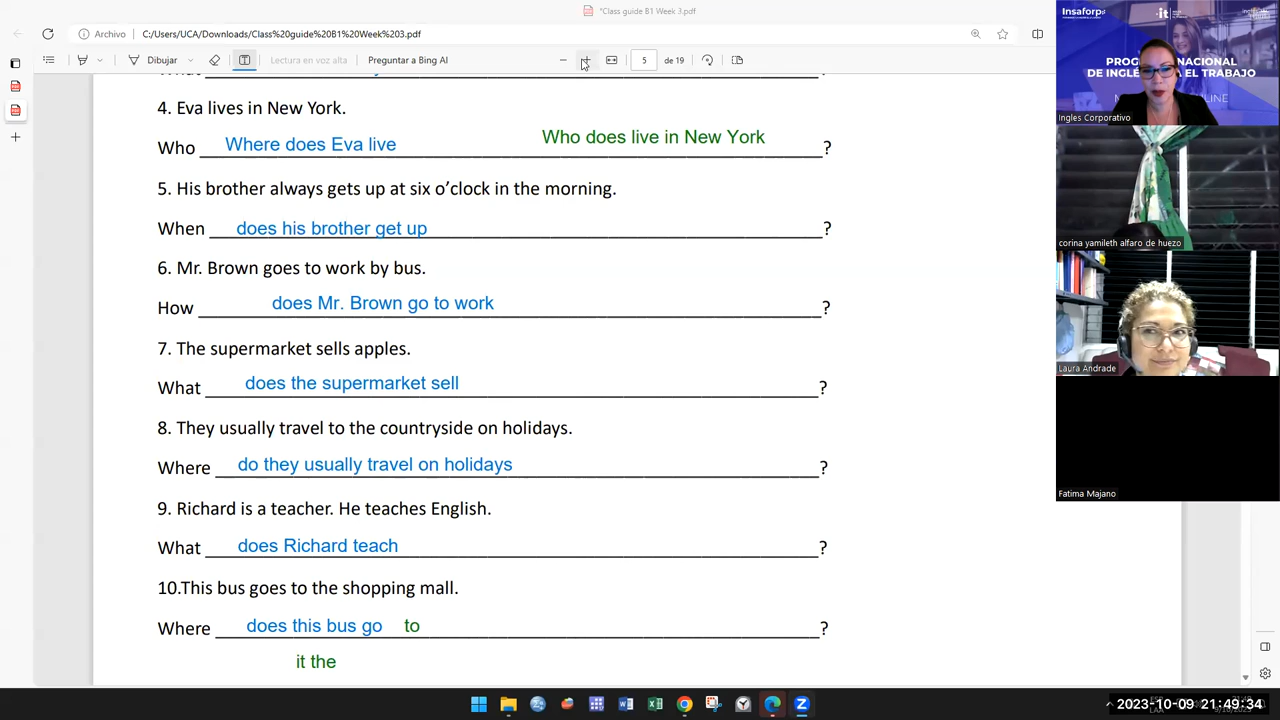 *Class guide B1 Week 3.pdf
Archivo C:/Users/UCA/Downloads/Class%20guide%20B1%20Week%203.pdf
Dibujar Lectura en voz alta Preguntar a Bing AI 5 de 19
4. Eva lives in New York.
Who Where does Eva live Who does live in New York ?
5. His brother always gets up at six o'clock in the morning.
When does his brother get up ?
6. Mr. Brown goes to work by bus.
How does Mr. Brown go to work ?
7. The supermarket sells apples.
What does the supermarket sell ?
8. They usually travel to the countryside on holidays.
Where do they usually travel on holidays ?
9. Richard is a teacher. He teaches English.
What does Richard teach ?
10.This bus goes to the shopping mall.
Where does this bus go to ?
it the
Insaforp
Ingles Corporativo
corina yamileth alfaro de huezo
Laura Andrade
Fatima Majano
2023-10-09 21:49:34